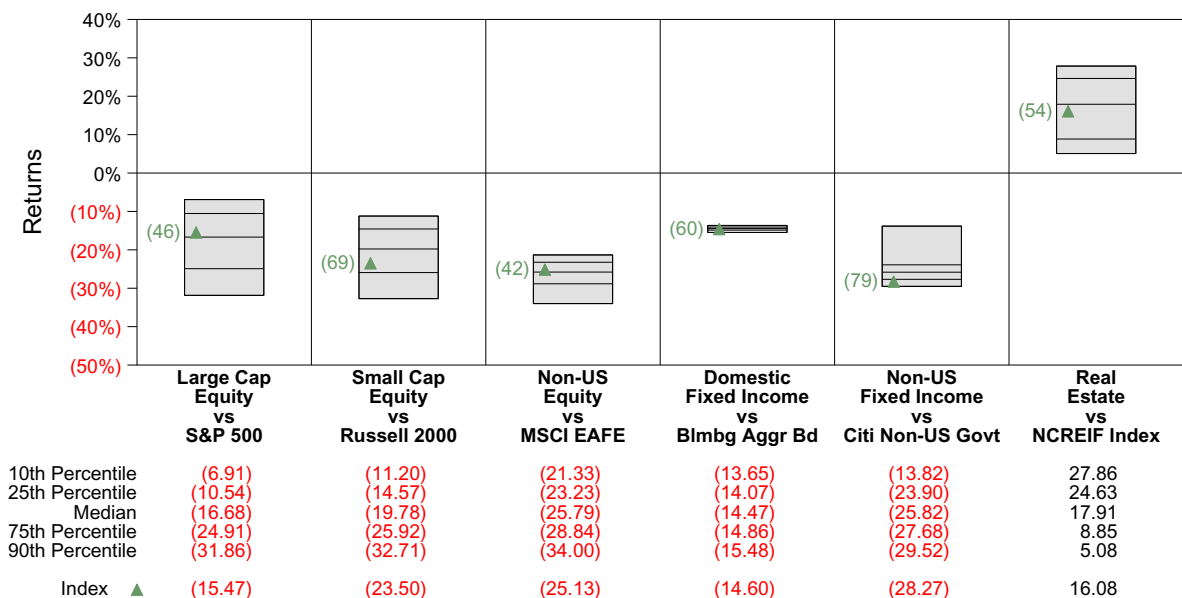 40%
30%
20%
10%
0%
(10%)
(20%)
(30%)
(40%)
(50%)
Returns
(46)
(69)
(42)
(60)
(79)
(54)
Large Cap
Equity
vs
S&P 500
Small Cap
Equity
vs
Russell 2000
Non-US
Equity
vs
MSCI EAFE
Domestic
Fixed Income
vs
Blmbg Aggr Bd
Non-US
Fixed Income
vs
Citi Non-US Govt
Real
Estate
vs
NCREIF Index
10th Percentile (6.91) (11.20) (21.33) (13.65) (13.82) 27.86
25th Percentile (10.54) (14.57) (23.23) (14.07) (23.90) 24.63
Median (16.68) (19.78) (25.79) (14.47) (25.82) 17.91
75th Percentile (24.91) (25.92) (28.84) (14.86) (27.68) 8.85
90th Percentile (31.86) (32.71) (34.00) (15.48) (29.52) 5.08
Index (15.47) (23.50) (25.13) (14.60) (28.27) 16.08